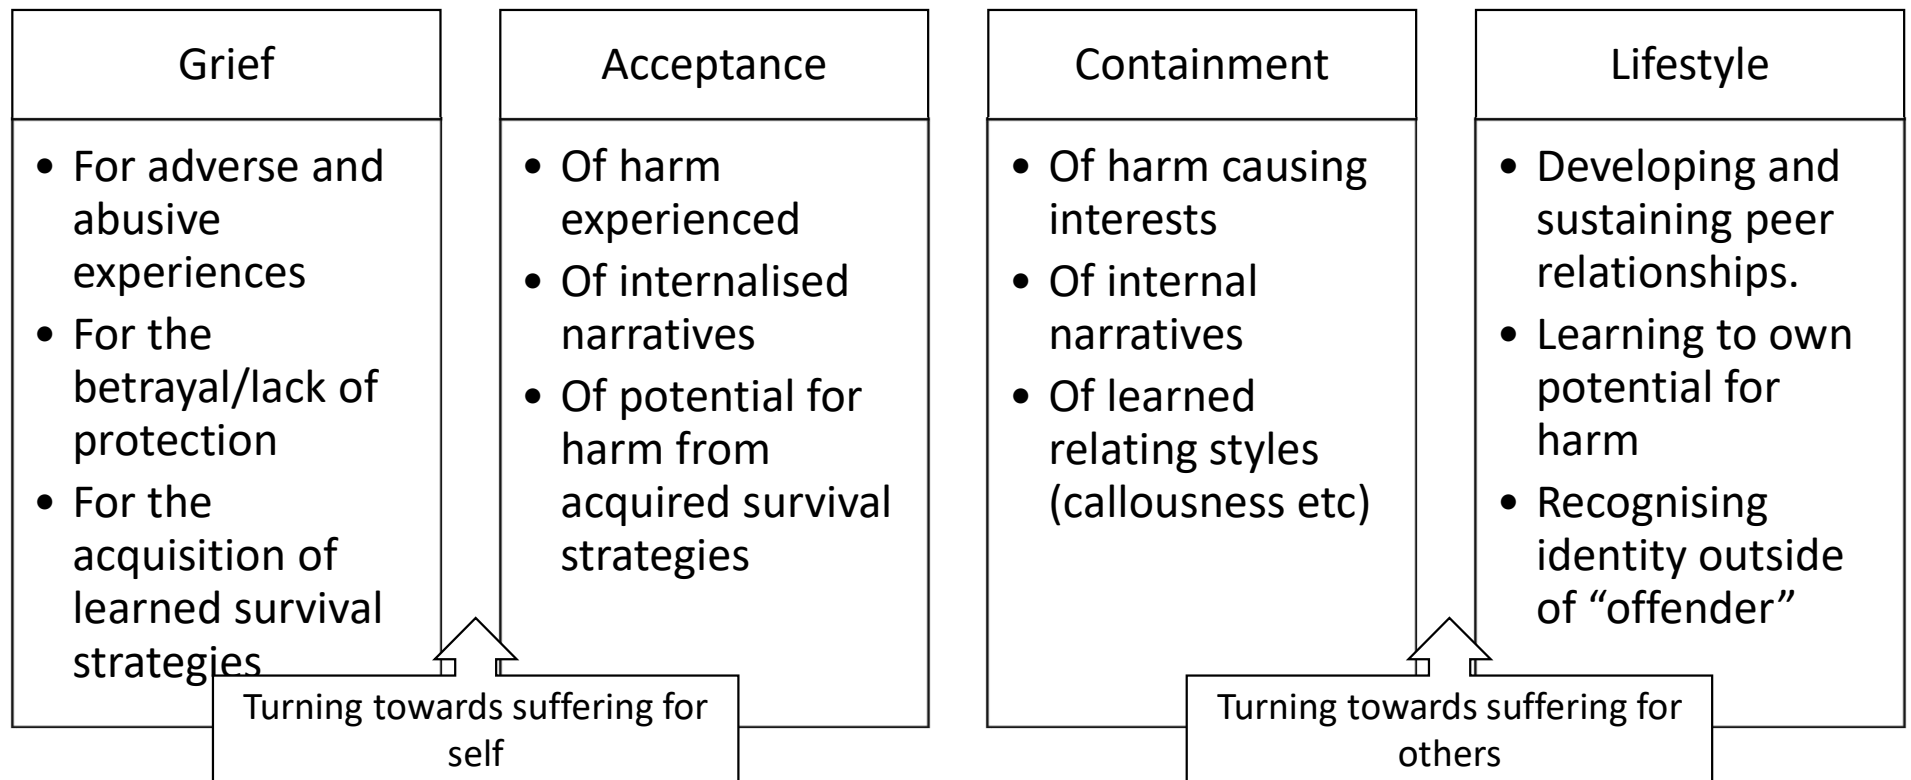 Grief
• For adverse and
abusive
experiences
• For the
betrayal/lack of
protection
• For the
acquisition of
learned survival
strategies
Acceptance
• Of harm
experienced
• Of internalised
narratives
• Of potential for
harm from
acquired survival
strategies
Turning towards suffering for
self
Containment
• Of harm causing
interests
• Of internal
narratives
• Of learned
relating styles
(callousness etc)
Lifestyle
• Developing and
sustaining peer
relationships.
• Learning to own
potential for
harm
• Recognising
identity outside
of “offender”
Turning towards suffering for
others